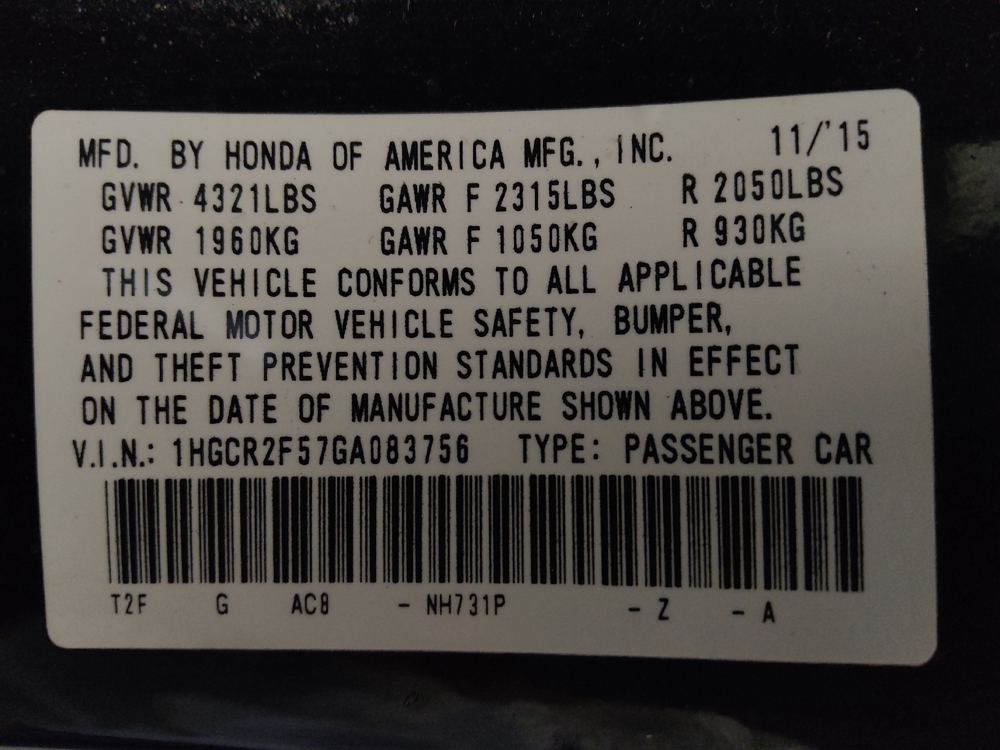 MFD. BY HONDA OF AMERICA MFG., INC. 11/'15
GVWR 4321LBS GAWR F 2315LBS R 2050LBS
GVWR 1960KG GAWR F 1050KG R 930KG
THIS VEHICLE CONFORMS TO ALL APPLICABLE
FEDERAL MOTOR VEHICLE SAFETY, BUMPER,
AND THEFT PREVENTION STANDARDS IN EFFECT
ON THE DATE OF MANUFACTURE SHOWN ABOVE.
V.I.N.: 1HGCR2F57GA083756 TYPE: PASSENGER CAR
T2F G AC8 - NH731P - Z - A